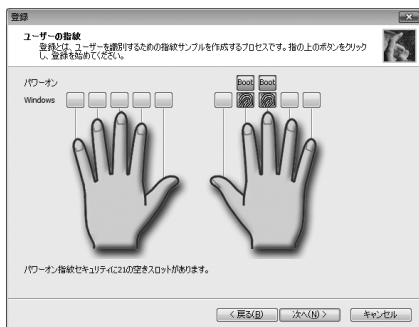 登録
ユーザーの指紋
登録とは、ユーザーを識別するための指紋サンプルを作成するプロセスです。指の上のボタンをクリック
し、登録を始めてください。
パワーオン Boot Boot
Windows
パワーオン指紋セキュリティに21の空きスロットがあります。
< 戻る(B) 次へ(N) > キャンセル